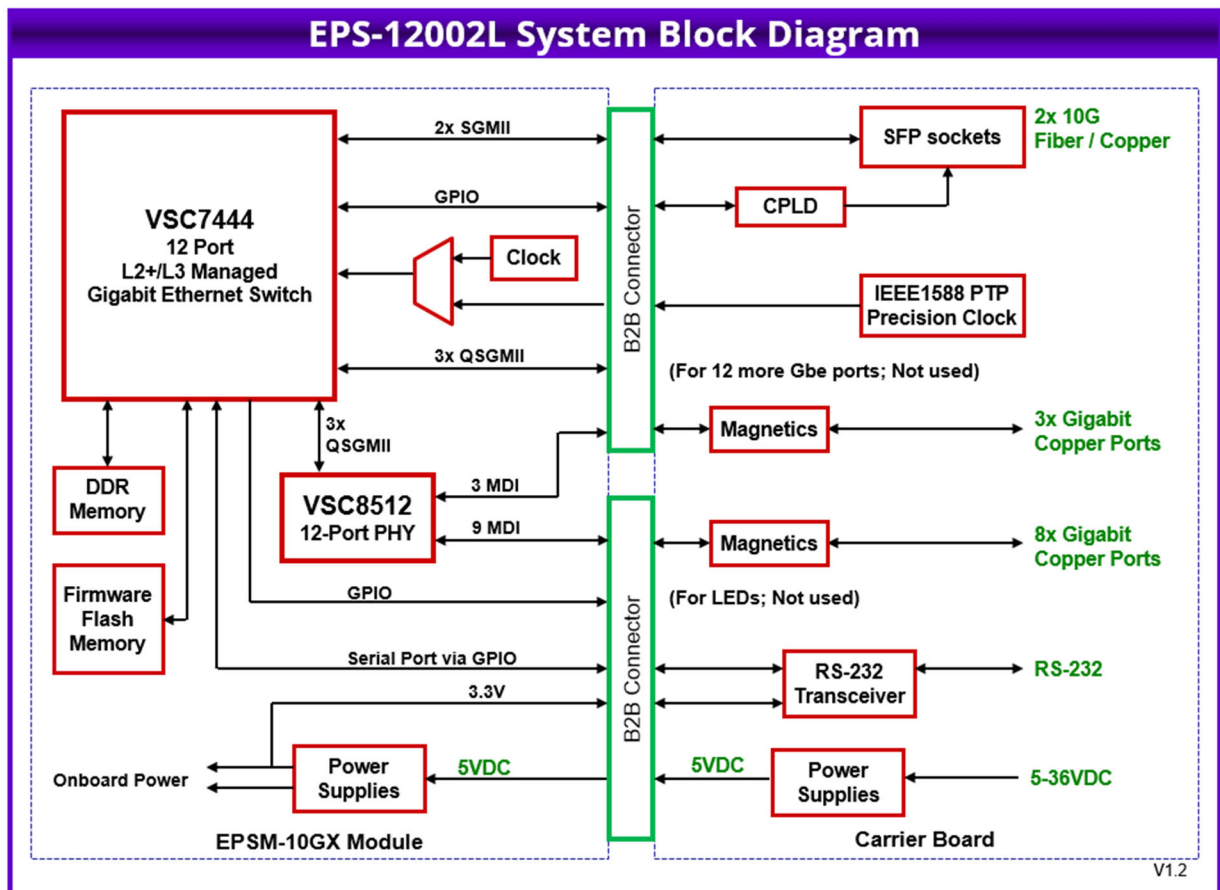 EPS-12002L System Block Diagram
2x SGMII
SFP sockets
2x 10G
Fiber / Copper
GPIO
CPLD
VSC7444
12 Port
L2+/L3 Managed
Gigabit Ethernet Switch
Clock
B2B Connector
IEEE1588 PTP
Precision Clock
3x QSGMII
(For 12 more Gbe ports; Not used)
3x
QSGMII
Magnetics
3x Gigabit
Copper Ports
DDR
Memory
VSC8512
12-Port PHY
3 MDI
9 MDI
Magnetics
8x Gigabit
Copper Ports
Firmware
Flash
Memory
GPIO
(For LEDs; Not used)
B2B Connector
Serial Port via GPIO
RS-232
Transceiver
RS-232
3.3V
Onboard Power
Power
Supplies
5VDC
5VDC
Power
Supplies
5-36VDC
EPSM-10GX Module
Carrier Board
V1.2